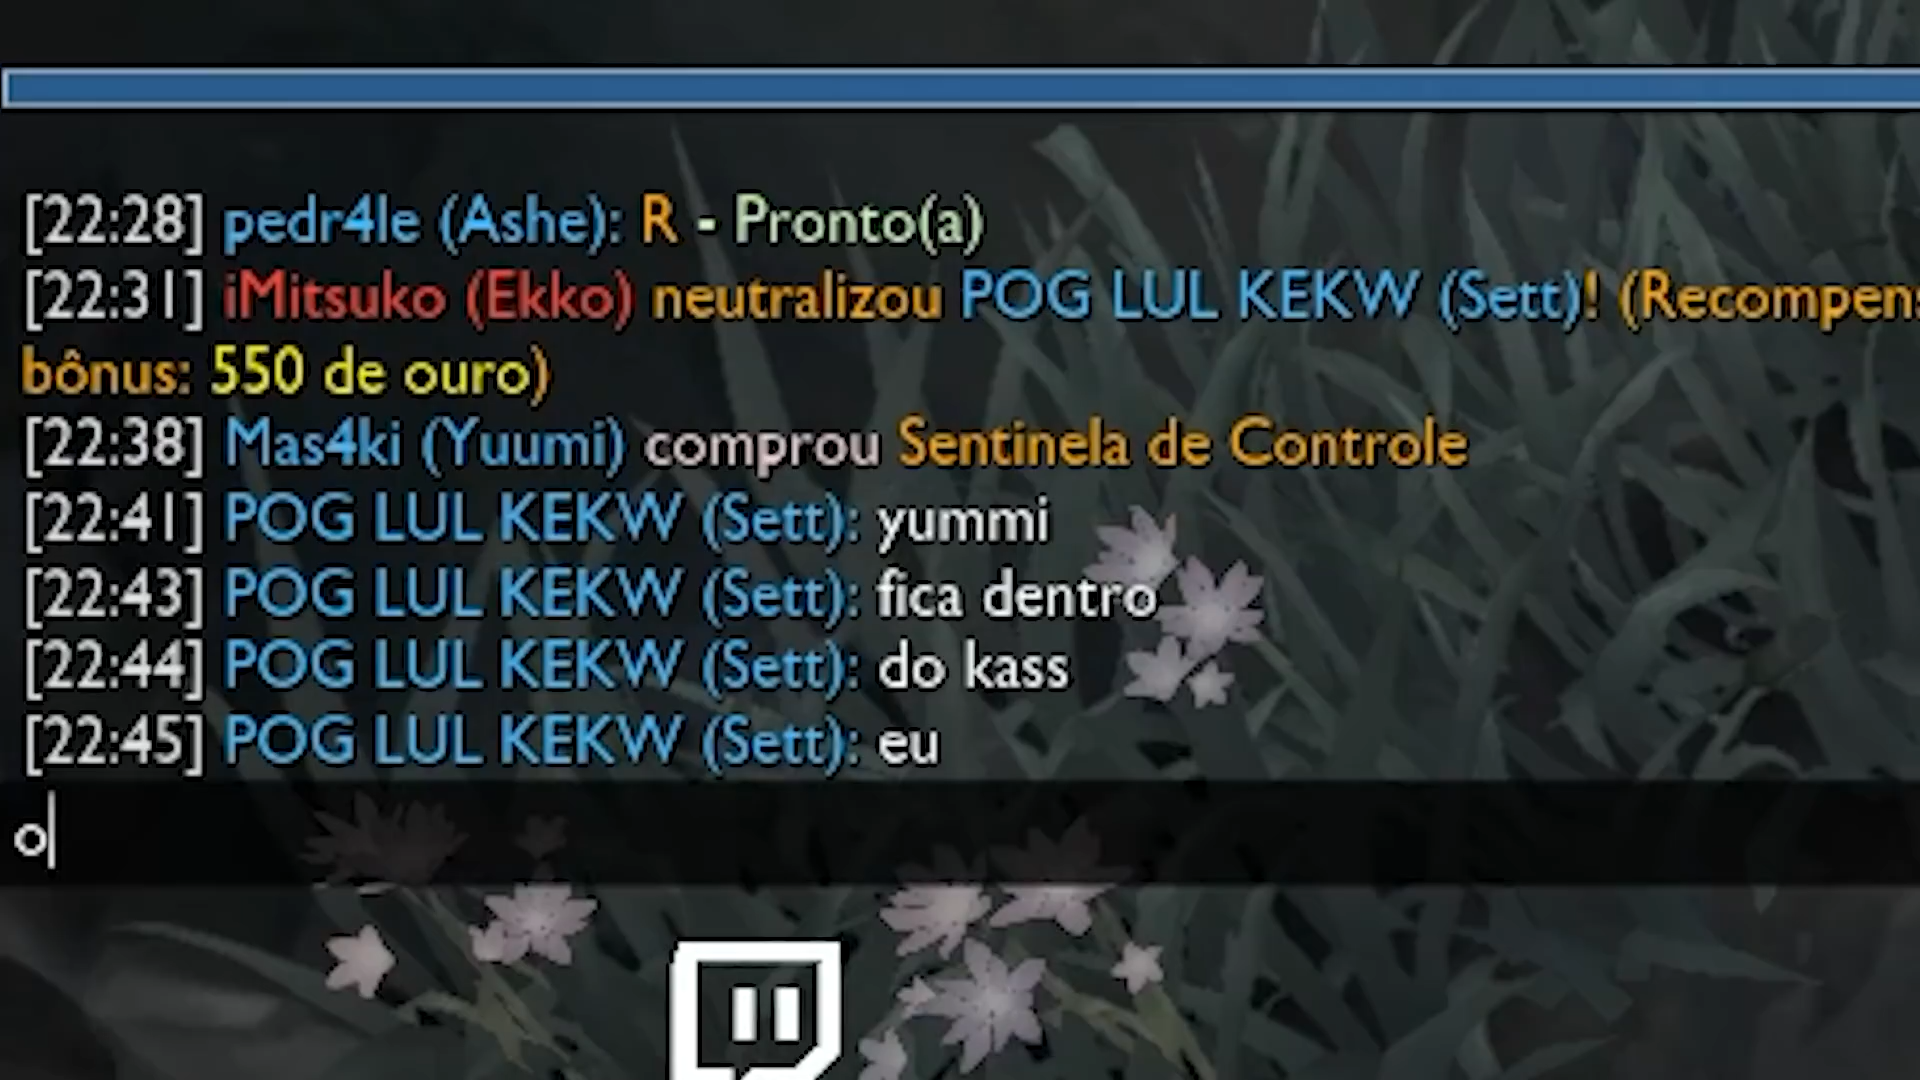 [22:28] pedr4le (Ashe): R - Pronto(a)
[22:31] iMitsuko (Ekko) neutralizou POG LUL KEKW (Sett)! (Recompens
bônus: 550 de ouro)
[22:38] Mas4ki (Yuumi) comprou Sentinela de Controle
[22:41] POG LUL KEKW (Sett): yummi
[22:43] POG LUL KEKW (Sett): fica dentro
[22:44] POG LUL KEKW (Sett): do kass
[22:45] POG LUL KEKW (Sett): eu
o